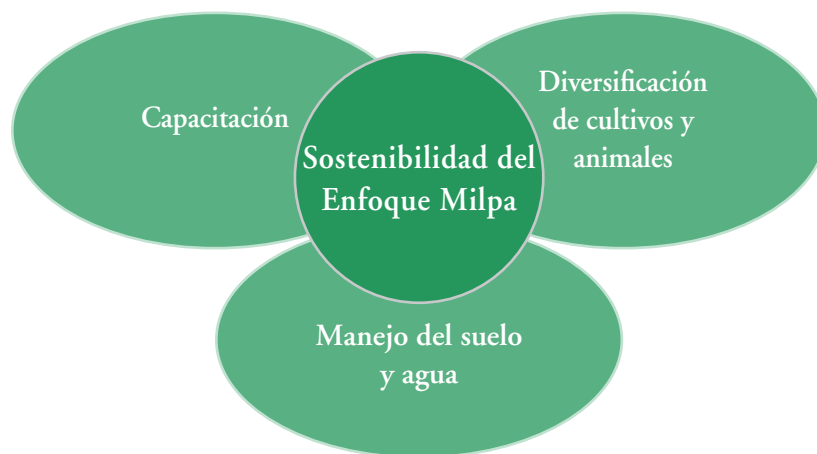 Capacitación
Sostenibilidad del
Enfoque Milpa
Diversificación
de cultivos y
animales
Manejo del suelo
y agua